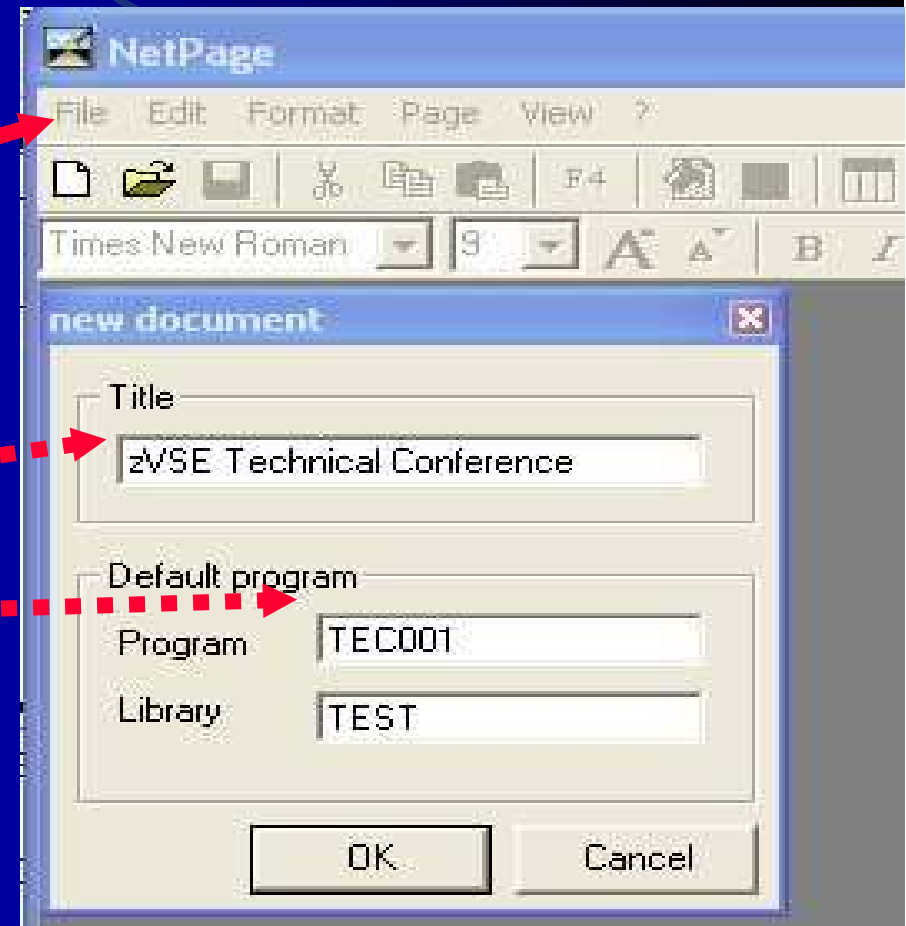 NetPage
File Edit Format Page View ?
F4
Times New Roman 9 A A B I
new document
Title
zVSE Technical Conference
Default program
Program TEC001
Library TEST
OK Cancel